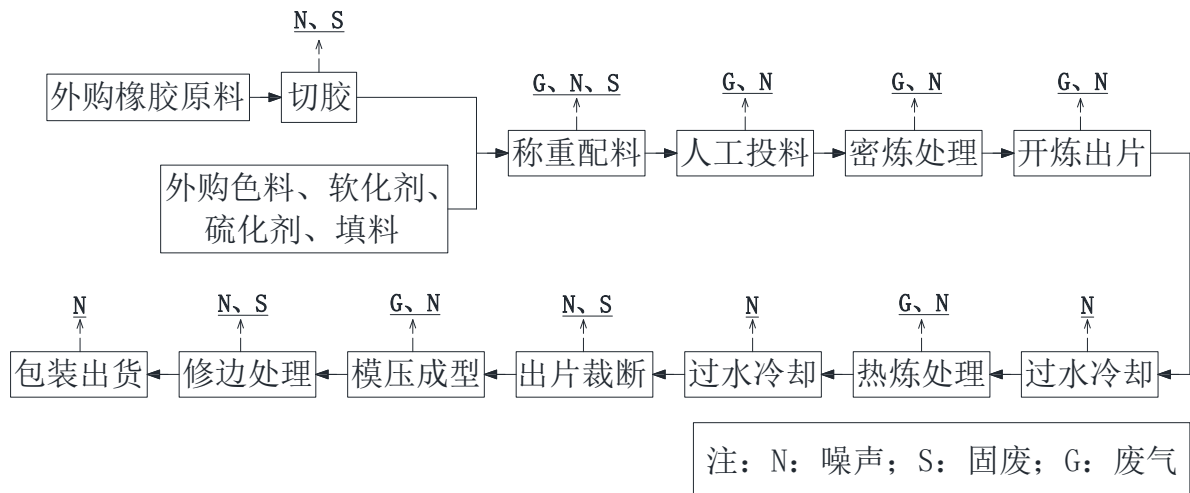 N、S
外购橡胶原料
切胶
G、N、S
G、N
G、N
G、N
称重配料
人工投料
密炼处理
开炼出片
外购色料、软化剂、
硫化剂、填料
N
N、S
G、N
N、S
N
G、N
N
包装出货
修边处理
模压成型
出片裁断
过水冷却
热炼处理
过水冷却
注：N：噪声；S：固废；G：废气